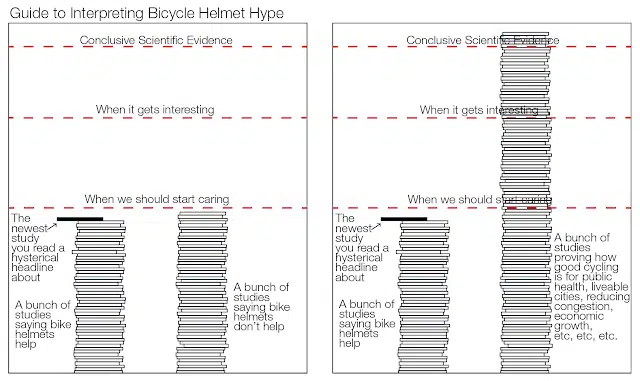 Guide to Interpreting Bicycle Helmet Hype
Conclusive Scientific Evidence
When it gets interesting
When we should start caring
The
newest
study
you read a
hysterical
headline
about
A bunch of
studies
saying bike
helmets
help
A bunch of
studies
saying bike
helmets
don't help
Conclusive Scientific Evidence
When it gets interesting
When we should start caring
The
newest
study
you read a
hysterical
headline
about
A bunch of
studies
saying bike
helmets
help
A bunch of
studies
proving how
good cycling
is for public
health, liveable
cities, reducing
congestion,
economic
growth,
etc, etc, etc.